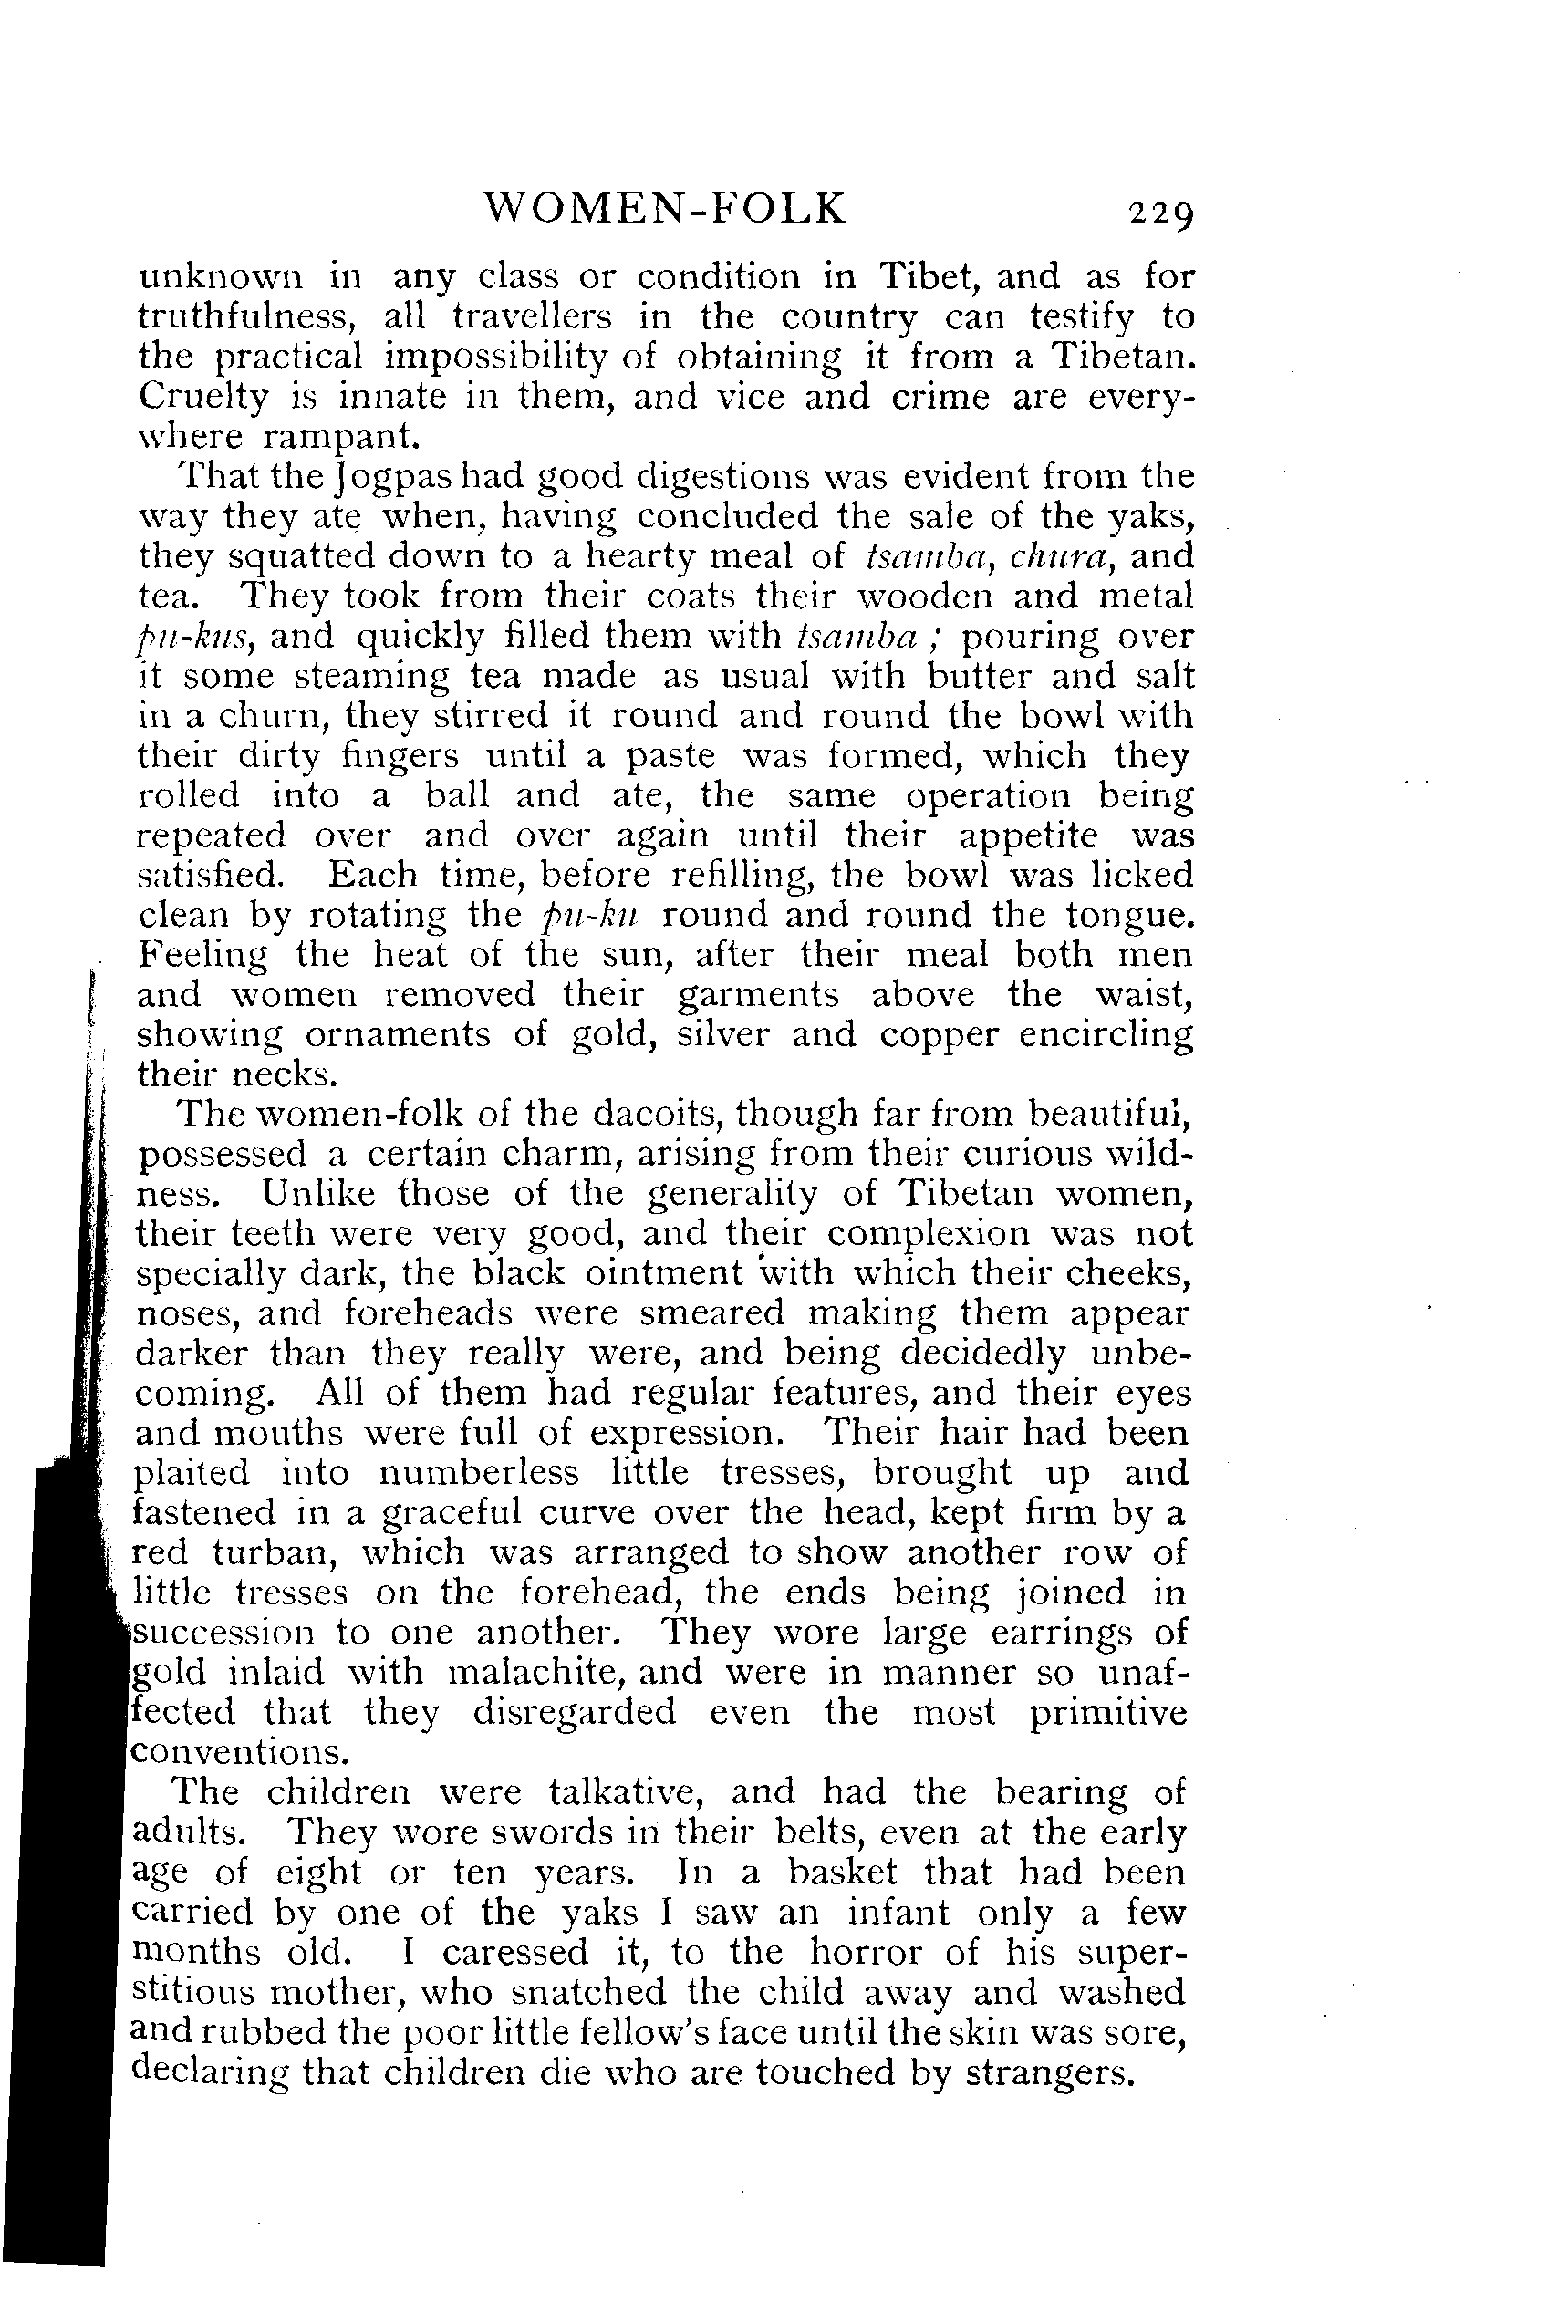 WOMEN-FOLK 229
unknown in any class or condition in Tibet, and as for
truthfulness, all travellers in the country can testify to
the practical impossibility of obtaining it from a Tibetan.
Cruelty is innate in them, and vice and crime are every-
where rampant.
That the Jogpas had good digestions was evident from the
way they ate when, having concluded the sale of the yaks,
they squatted down to a hearty meal of tsamba, chura, and
tea. They took from their coats their wooden and metal
pu-kus, and quickly filled them with tsamba ; pouring over
it some steaming tea made as usual with butter and salt
in a churn, they stirred it round and round the bowl with
their dirty fingers until a paste was formed, which they
rolled into a ball and ate, the same operation being
repeated over and over again until their appetite was
satisfied. Each time, before refilling, the bowl was licked
clean by rotating the pu-ku round and round the tongue.
Feeling the heat of the sun, after their meal both men
and women removed their garments above the waist,
showing ornaments of gold, silver and copper encircling
their necks.
The women-folk of the dacoits, though far from beautiful,
possessed a certain charm, arising from their curious wild-
ness. Unlike those of the generality of Tibetan women,
their teeth were very good, and their complexion was not
specially dark, the black ointment with which their cheeks,
noses, and foreheads were smeared making them appear
darker than they really were, and being decidedly unbe-
coming. All of them had regular features, and their eyes
and mouths were full of expression. Their hair had been
plaited into numberless little tresses, brought up and
fastened in a graceful curve over the head, kept firm by a
red turban, which was arranged to show another row of
little tresses on the forehead, the ends being joined in
succession to one another. They wore large earrings of
gold inlaid with malachite, and were in manner so unaf-
fected that they disregarded even the most primitive
conventions.
The children were talkative, and had the bearing of
adults. They wore swords in their belts, even at the early
age of eight or ten years. In a basket that had been
carried by one of the yaks I saw an infant only a few
months old. I caressed it, to the horror of his super-
stitious mother, who snatched the child away and washed
and rubbed the poor little fellow's face until the skin was sore,
declaring that children die who are touched by strangers.